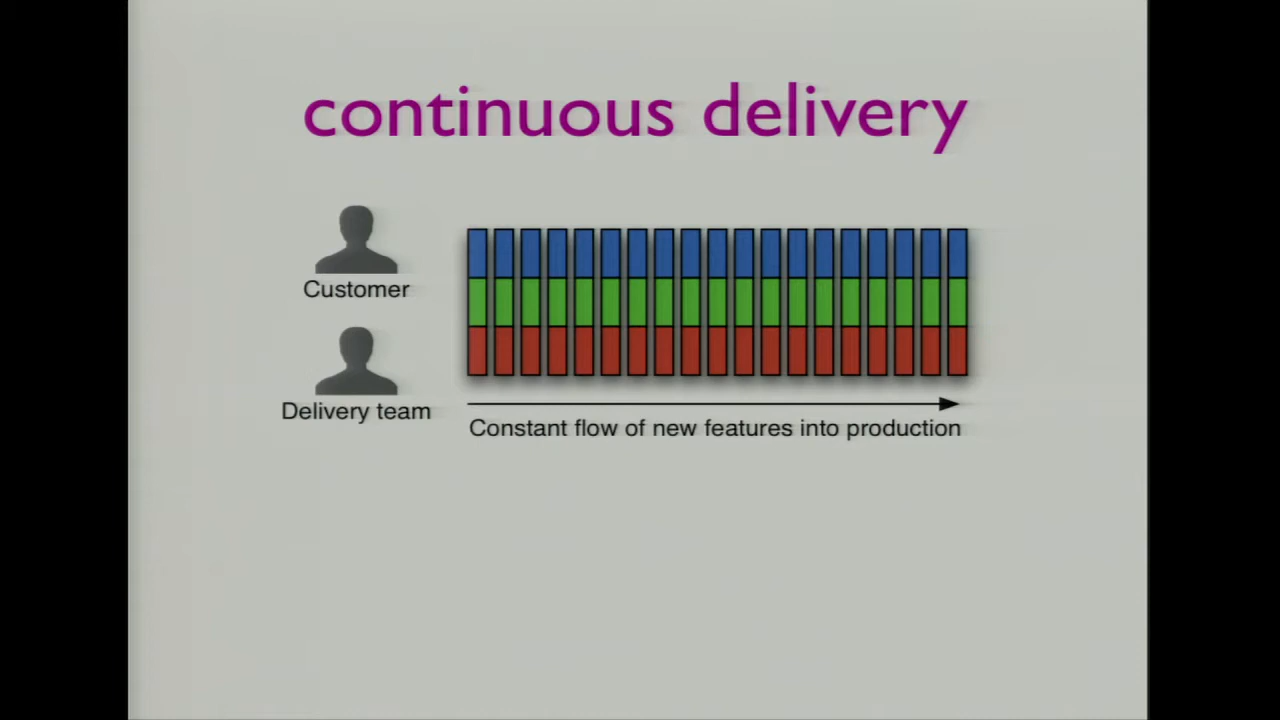 continuous delivery
Customer
Delivery team
Constant flow of new features into production